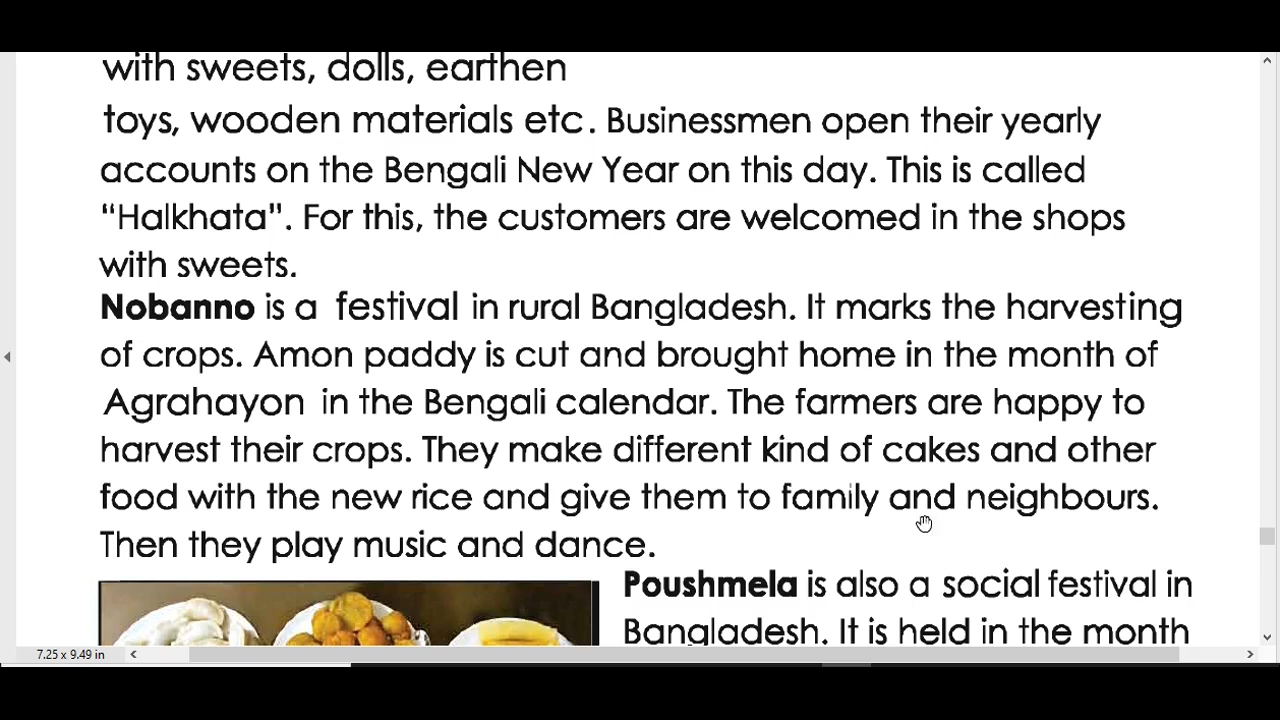 with sweets, dolls, earthen
toys, wooden materials etc. Businessmen open their yearly
accounts on the Bengali New Year on this day. This is called
“Halkhata”. For this, the customers are welcomed in the shops
with sweets.
Nobanno is a festival in rural Bangladesh. It marks the harvesting
of crops. Amon paddy is cut and brought home in the month of
Agrahayon in the Bengali calendar. The farmers are happy to
harvest their crops. They make different kind of cakes and other
food with the new rice and give them to family and neighbours.
Then they play music and dance.
Poushmela is also a social festival in
Bangladesh. It is held in the month
7.25 x 9.49 in